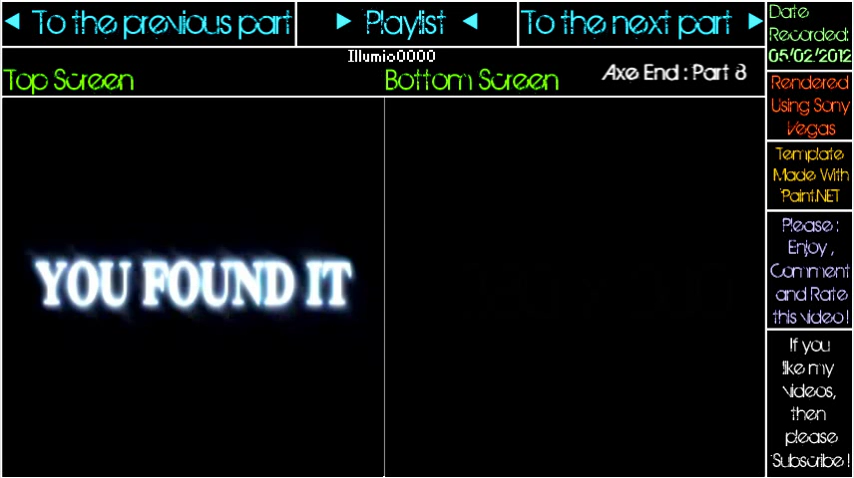 ◄ To the previous part
► Playlist ◄
To the next part ►
Illumio0000
Top Screen
Bottom Screen
Axe End : Part 8
YOU FOUND IT
Date
Recorded:
05/02/2012
Rendered
Using Sony
Vegas
Template
Made With
Paint.NET
Please :
Enjoy ,
Comment
and Rate
this video !
If you
like my
videos,
then
please
Subscribe !